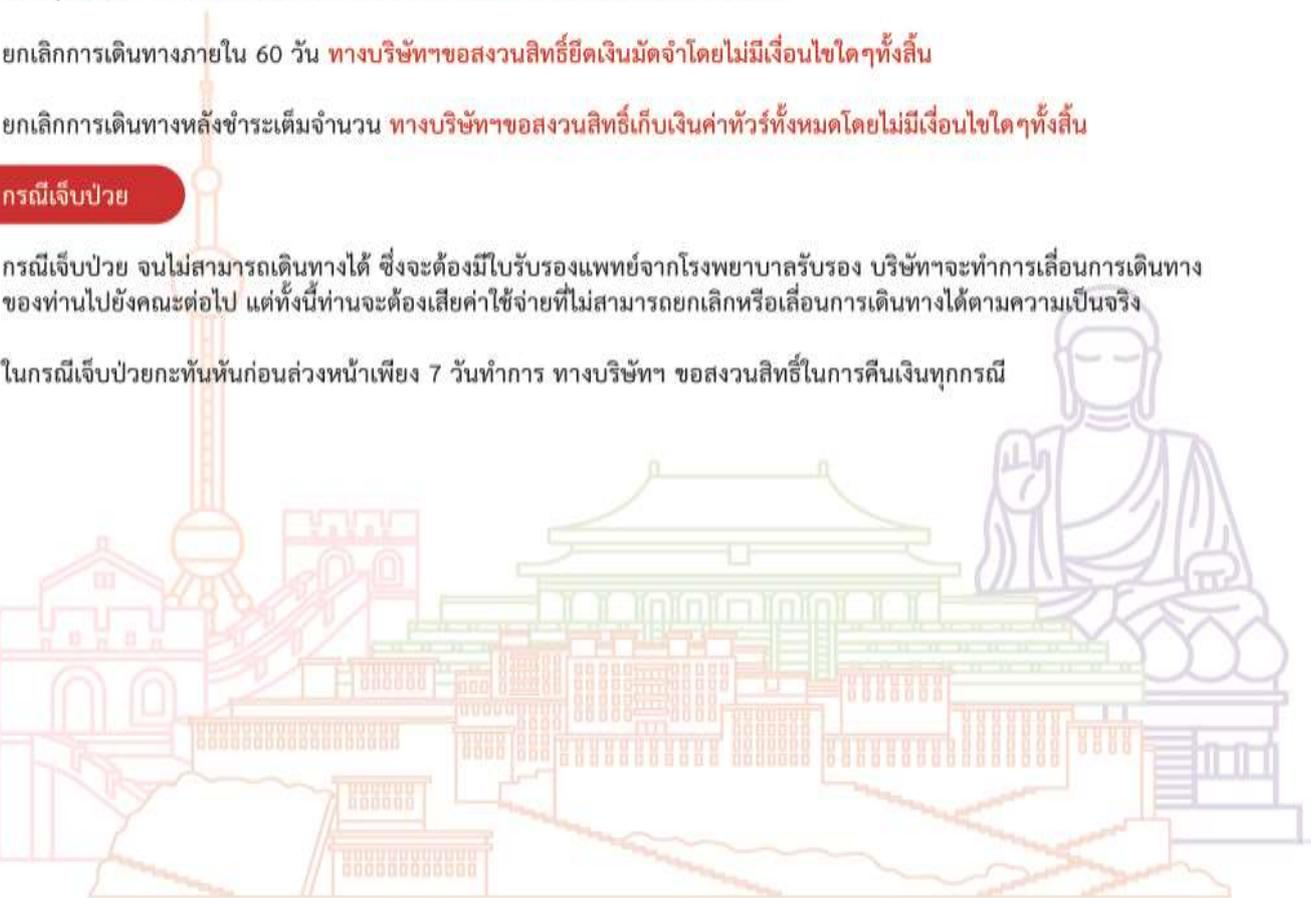 ยกเลิกการเดินทางภายใน 60 วัน ทางบริษัทฯขอสงวนสิทธิ์ยึดเงินมัดจำโดยไม่มีเงื่อนไขใดๆทั้งสิ้น
ยกเลิกการเดินทางหลังชำระเต็มจำนวน ทางบริษัทฯขอสงวนสิทธิ์เก็บเงินค่าทัวร์ทั้งหมดโดยไม่มีเงื่อนไขใดๆทั้งสิ้น
กรณีเจ็บป่วย
กรณีเจ็บป่วย จนไม่สามารถเดินทางได้ ซึ่งจะต้องมีใบรับรองแพทย์จากโรงพยาบาลรับรอง บริษัทฯจะทำการเลื่อนการเดินทาง
ของท่านไปยังคณะต่อไป แต่ทั้งนี้ท่านจะต้องเสียค่าใช้จ่ายที่ไม่สามารถยกเลิกหรือเลื่อนการเดินทางได้ตามความเป็นจริง
ในกรณีเจ็บป่วยกะทันหันก่อนล่วงหน้าเพียง 7 วันทำการ ทางบริษัทฯ ขอสงวนสิทธิ์ในการคืนเงินทุกกรณี